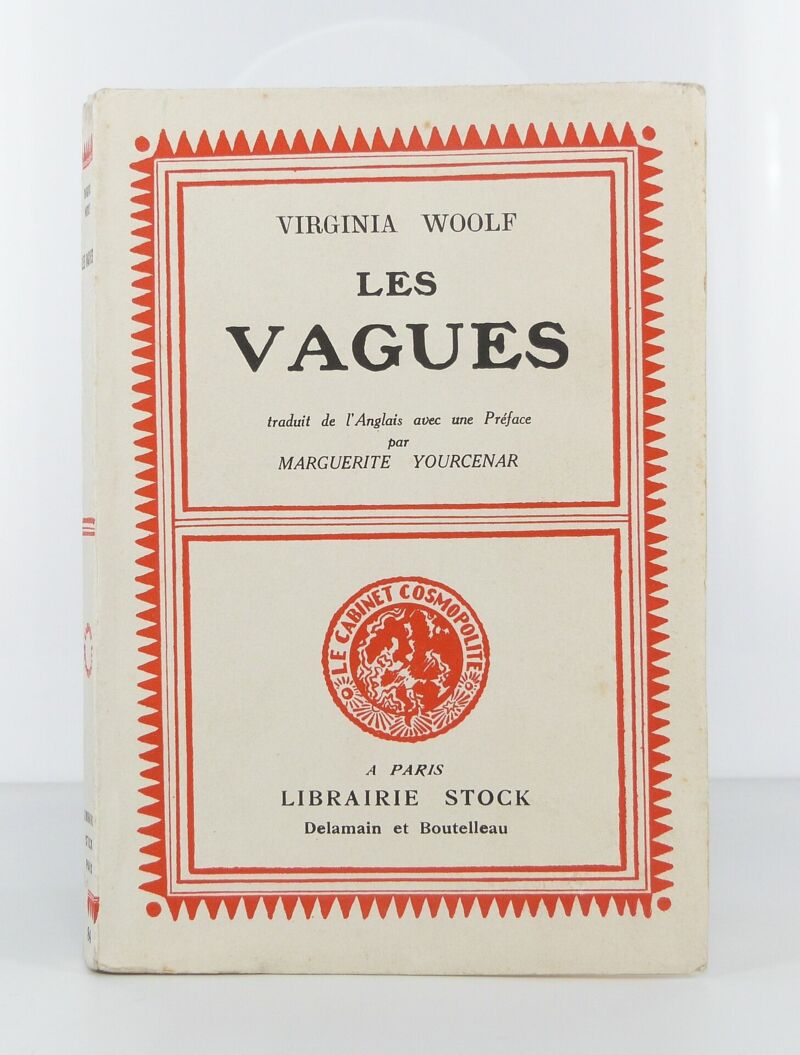 VIRGINIA WOOLF
LES
VAGUES
traduit de l'Anglais avec une Préface
par
MARGUERITE YOURCENAR
LE CABINET COSMOPOLITE
A PARIS
LIBRAIRIE STOCK
Delamain et Boutelleau